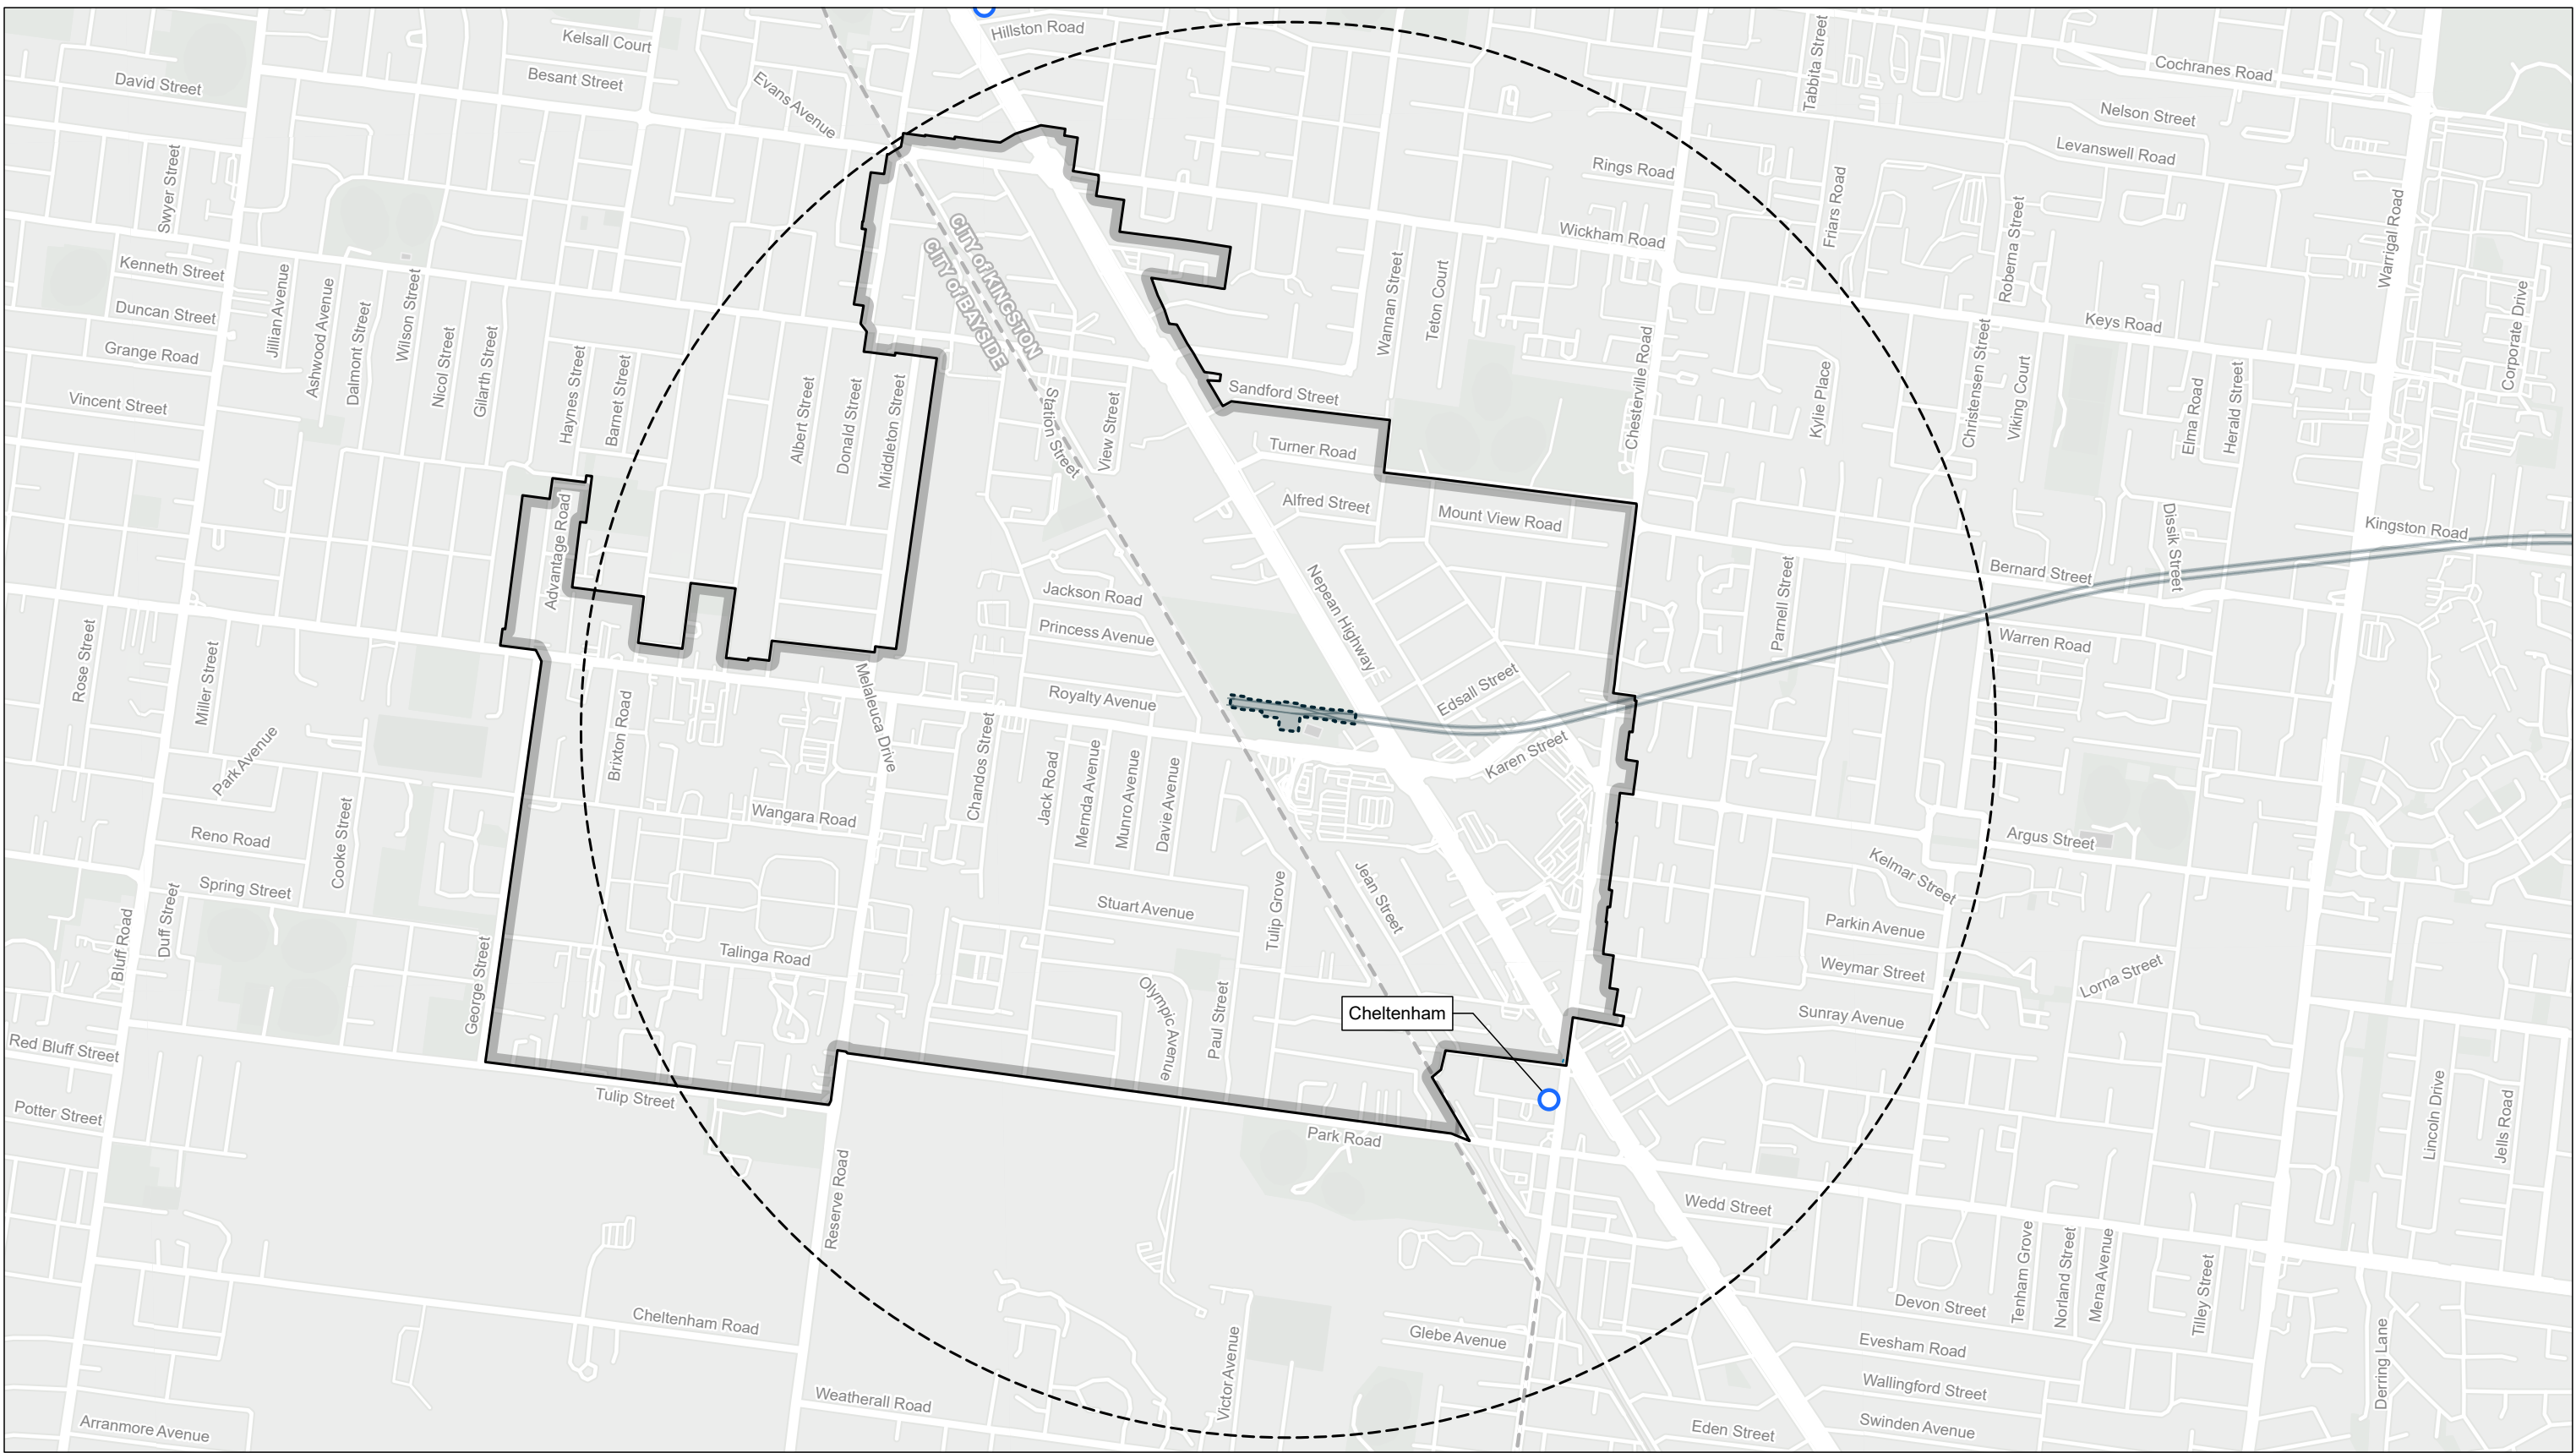 Hillston Road
Kelsall Court
Besant Street
David Street
Evans Avenue
Tabbita Street
Cochranes Road
Nelson Street
Levanswell Road
Swyer Street
Rings Road
Friars Road
Roberna Street
Warrigal Road
Wickham Road
CITY of KINGSTON
CITY of BAYSIDE
Kenneth Street
Duncan Street
Grange Road
Vincent Street
Jillian Avenue
Ashwood Avenue
Dalmont Street
Wilson Street
Nicol Street
Gilarth Street
Haynes Street
Barnet Street
Albert Street
Donald Street
Middleton Street
Station Street
View Street
Sandford Street
Wannan Street
Teton Court
Chesterville Road
Kylie Place
Christensen Street
Viking Court
Keys Road
Elma Road
Herald Street
Corporate Drive
Turner Road
Alfred Street
Mount View Road
Advantage Road
Dissik Street
Kingston Road
Bernard Street
Warren Road
Parnell Street
Nepean Highway
Jackson Road
Princess Avenue
Royalty Avenue
Edsall Street
Karen Street
Rose Street
Miller Street
Park Avenue
Brixton Road
Melaleuca Drive
Chandos Street
Jack Road
Mernda Avenue
Munro Avenue
Davie Avenue
Wangara Road
Reno Road
Cooke Street
Spring Street
Duff Street
Bluff Road
George Street
Talinga Road
Stuart Avenue
Tulip Grove
Jean Street
Argus Street
Kelmar Street
Parkin Avenue
Weymar Street
Lorna Street
Sunray Avenue
Olympic Avenue
Paul Street
Cheltenham
Red Bluff Street
Potter Street
Tulip Street
Park Road
Reserve Road
Lincoln Drive
Jells Road
Wedd Street
Tenham Grove
Norland Street
Mena Avenue
Tilley Street
Devon Street
Cheltenham Road
Glebe Avenue
Evesham Road
Wallingford Street
Derring Lane
Victor Avenue
Weatherall Road
Arranmore Avenue
Eden Street
Swinden Avenue